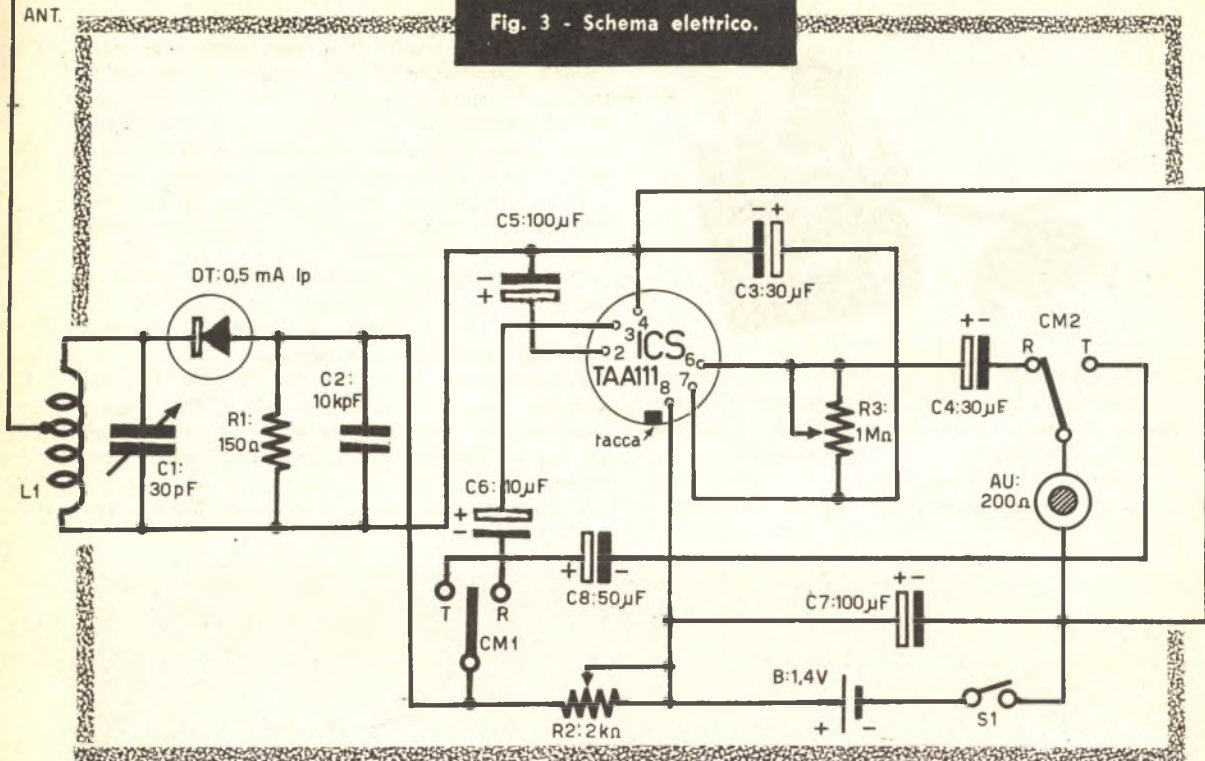 ANT.
Fig. 3 - Schema elettrico.
C5:100µF
- +
C3:30µF
DT:0,5 mA Ip
-
+
3 4
2 ICS 6
TAA111 7
8
tacca
+ -
R CM2 T
C4:30µF
C2:
10kpF
R1:
150Ω
R3:
1MΩ
C1:
30pF
L1
AU:
200Ω
C6:10µF
+
-
+ -
C8:50µF
T R
CM1
+ -
C7:100µF
B:1,4V
+ -
S1
R2:2kΩ